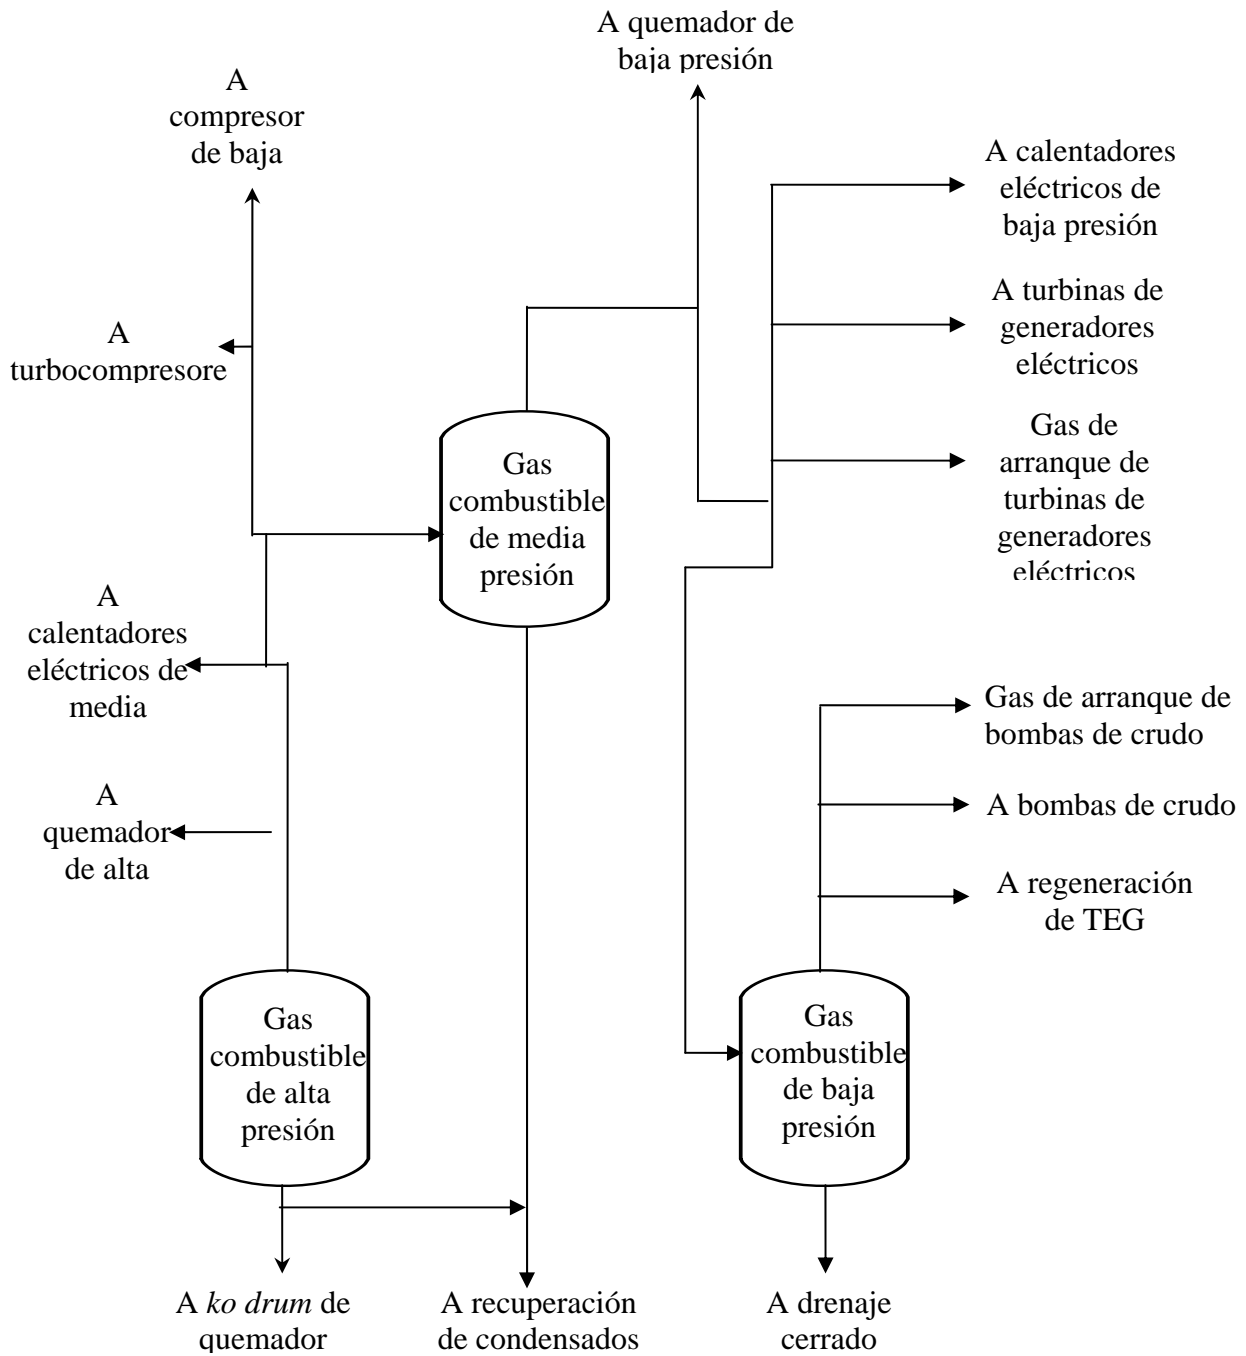 A quemador de
baja presión
A
compresor
de baja
A calentadores
eléctricos de
baja presión
A turbinas de
generadores
eléctricos
A
turbocompresore
Gas de
arranque de
turbinas de
generadores
eléctricos
Gas
combustible
de media
presión
A
calentadores
eléctricos de
media
Gas de arranque de
bombas de crudo
A
quemador
de alta
A bombas de crudo
A regeneración
de TEG
Gas
combustible
de alta
presión
Gas
combustible
de baja
presión
A ko drum de
quemador
A recuperación
de condensados
A drenaje
cerrado